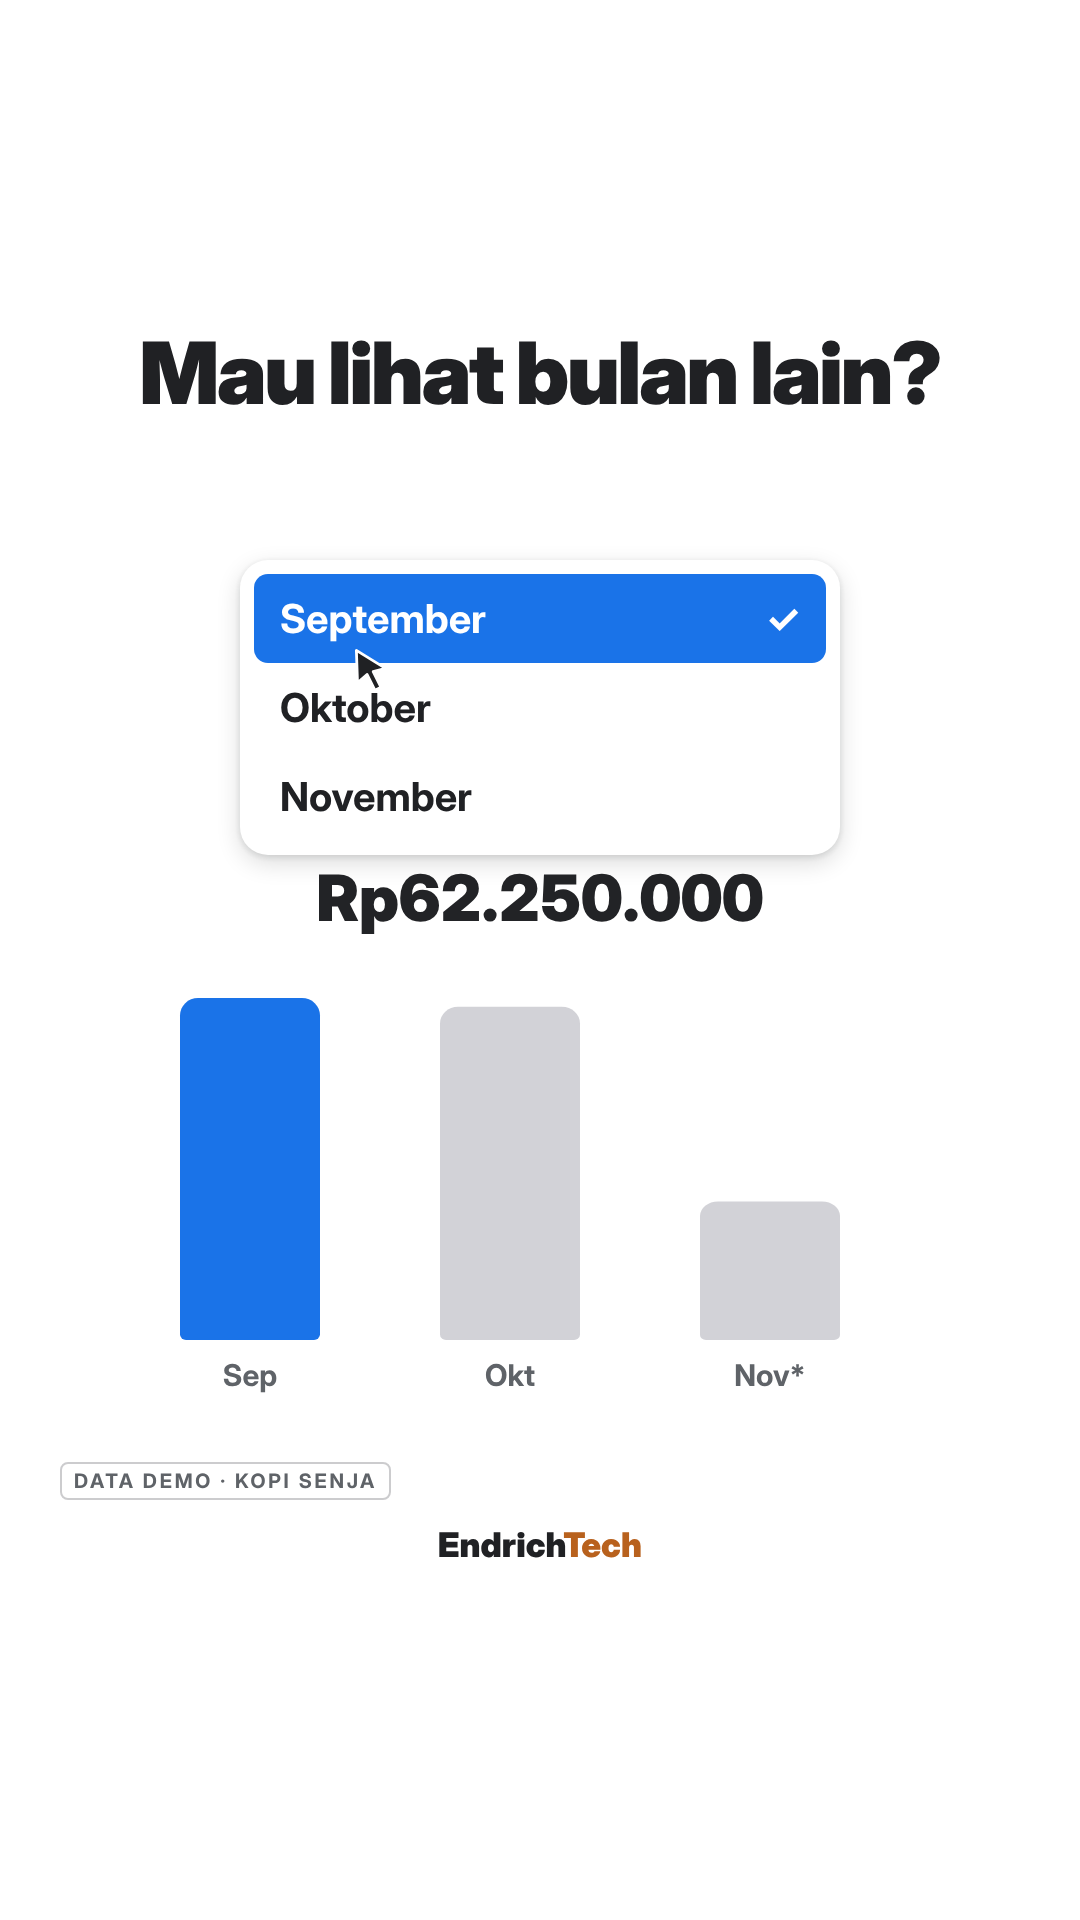 Mau lihat bulan lain?
September
Oktober
November
Rp62.250.000
Sep
Okt
Nov*
DATA DEMO · KOPI SENJA
EndrichTech